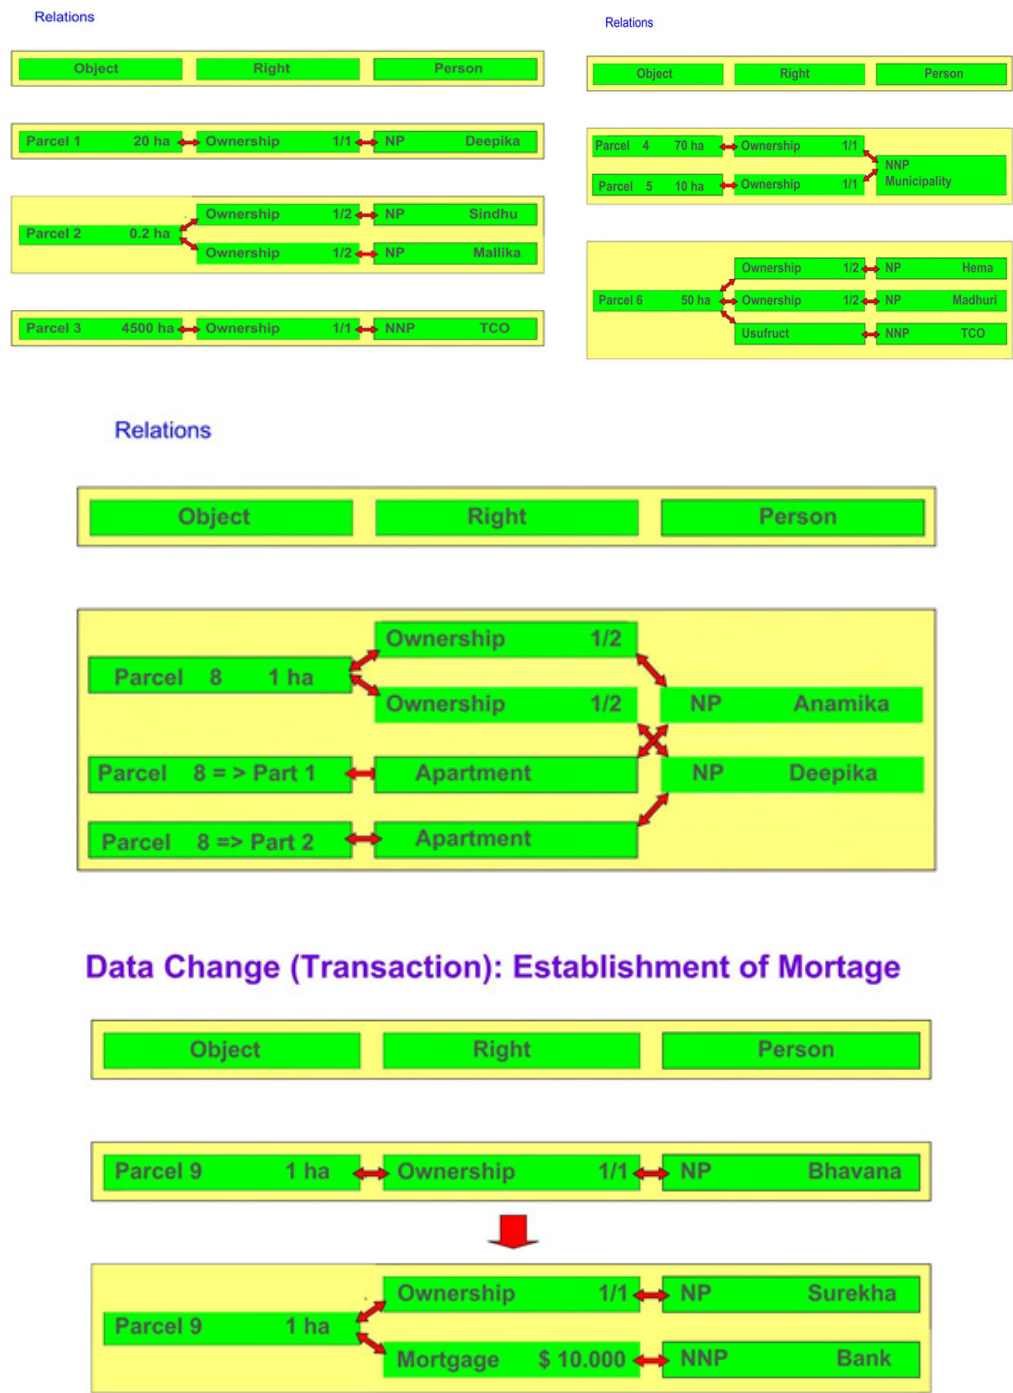 Relations
Object Right Person
Parcel 1 20 ha Ownership 1/1 NP Deepika
Ownership 1/2 NP Sindhu
Parcel 2 0.2 ha
Ownership 1/2 NP Mallika
Parcel 3 4500 ha Ownership 1/1 NNP TCO
Relations
Object Right Person
Parcel 4 70 ha Ownership 1/1
NNP
Municipality
Parcel 5 10 ha Ownership 1/1
Ownership 1/2 NP Hema
Parcel 6 50 ha Ownership 1/2 NP Madhuri
Usufruct NNP TCO
Relations
Object Right Person
Ownership 1/2
Parcel 8 1 ha
Ownership 1/2 NP Anamika
Parcel 8 = > Part 1 Apartment NP Deepika
Parcel 8 => Part 2 Apartment
Data Change (Transaction): Establishment of Mortage
Object Right Person
Parcel 9 1 ha Ownership 1/1 NP Bhavana
Ownership 1/1 NP Surekha
Parcel 9 1 ha
Mortgage $ 10.000 NNP Bank